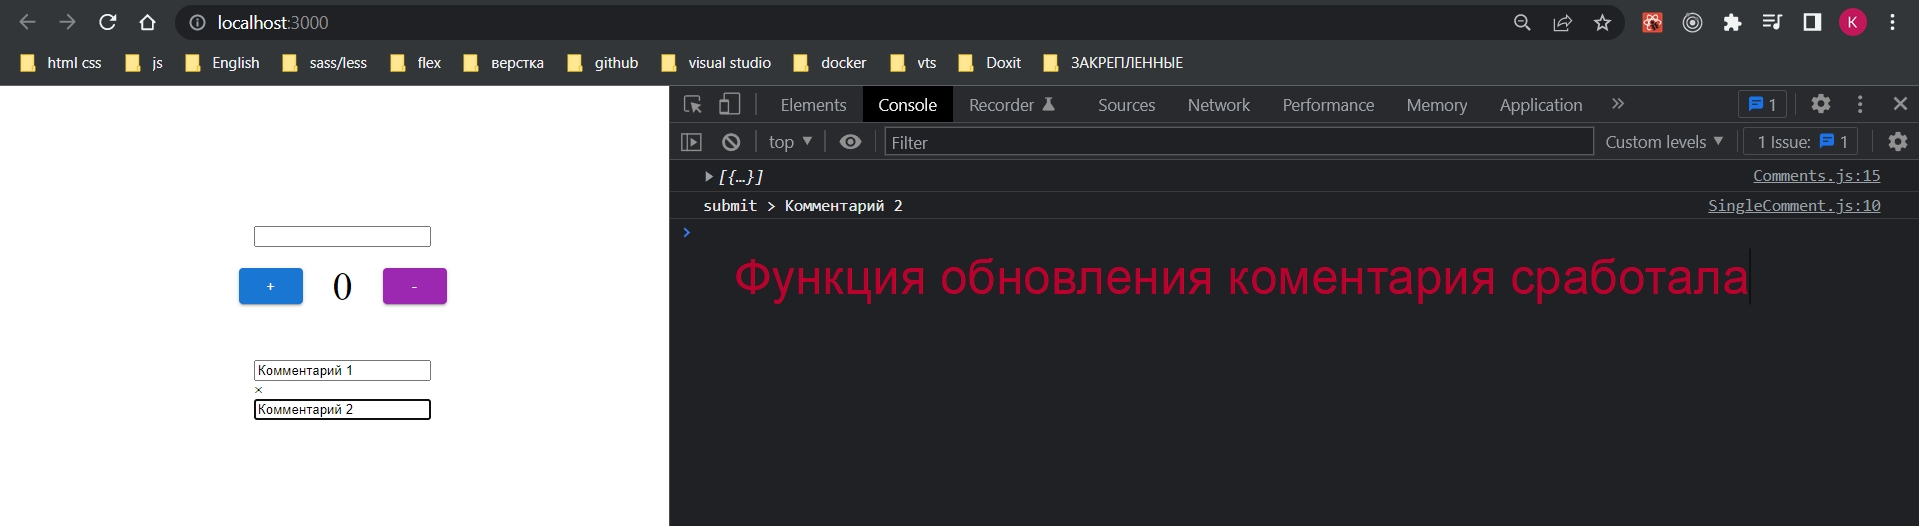 localhost:3000
K
html css
js
English
sass/less
flex
верстка
github
visual studio
docker
vts
Doxit
ЗАКРЕПЛЕННЫЕ
Elements
Console
Recorder
Sources
Network
Performance
Memory
Application
»
1
top
Filter
Custom levels
1 Issue: 1
[{…}]
Comments.js:15
submit > Комментарий 2
SingleComment.js:10
>
Функция обновления коментария сработала
+
0
-
Комментарий 1
×
Комментарий 2